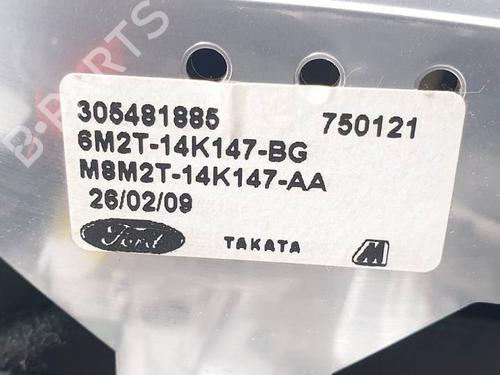 B-PARTS
305481885 750121
6M2T-14K147-BG
M8M2T-14K147-AA
26/02/09
Ford TAKATA M